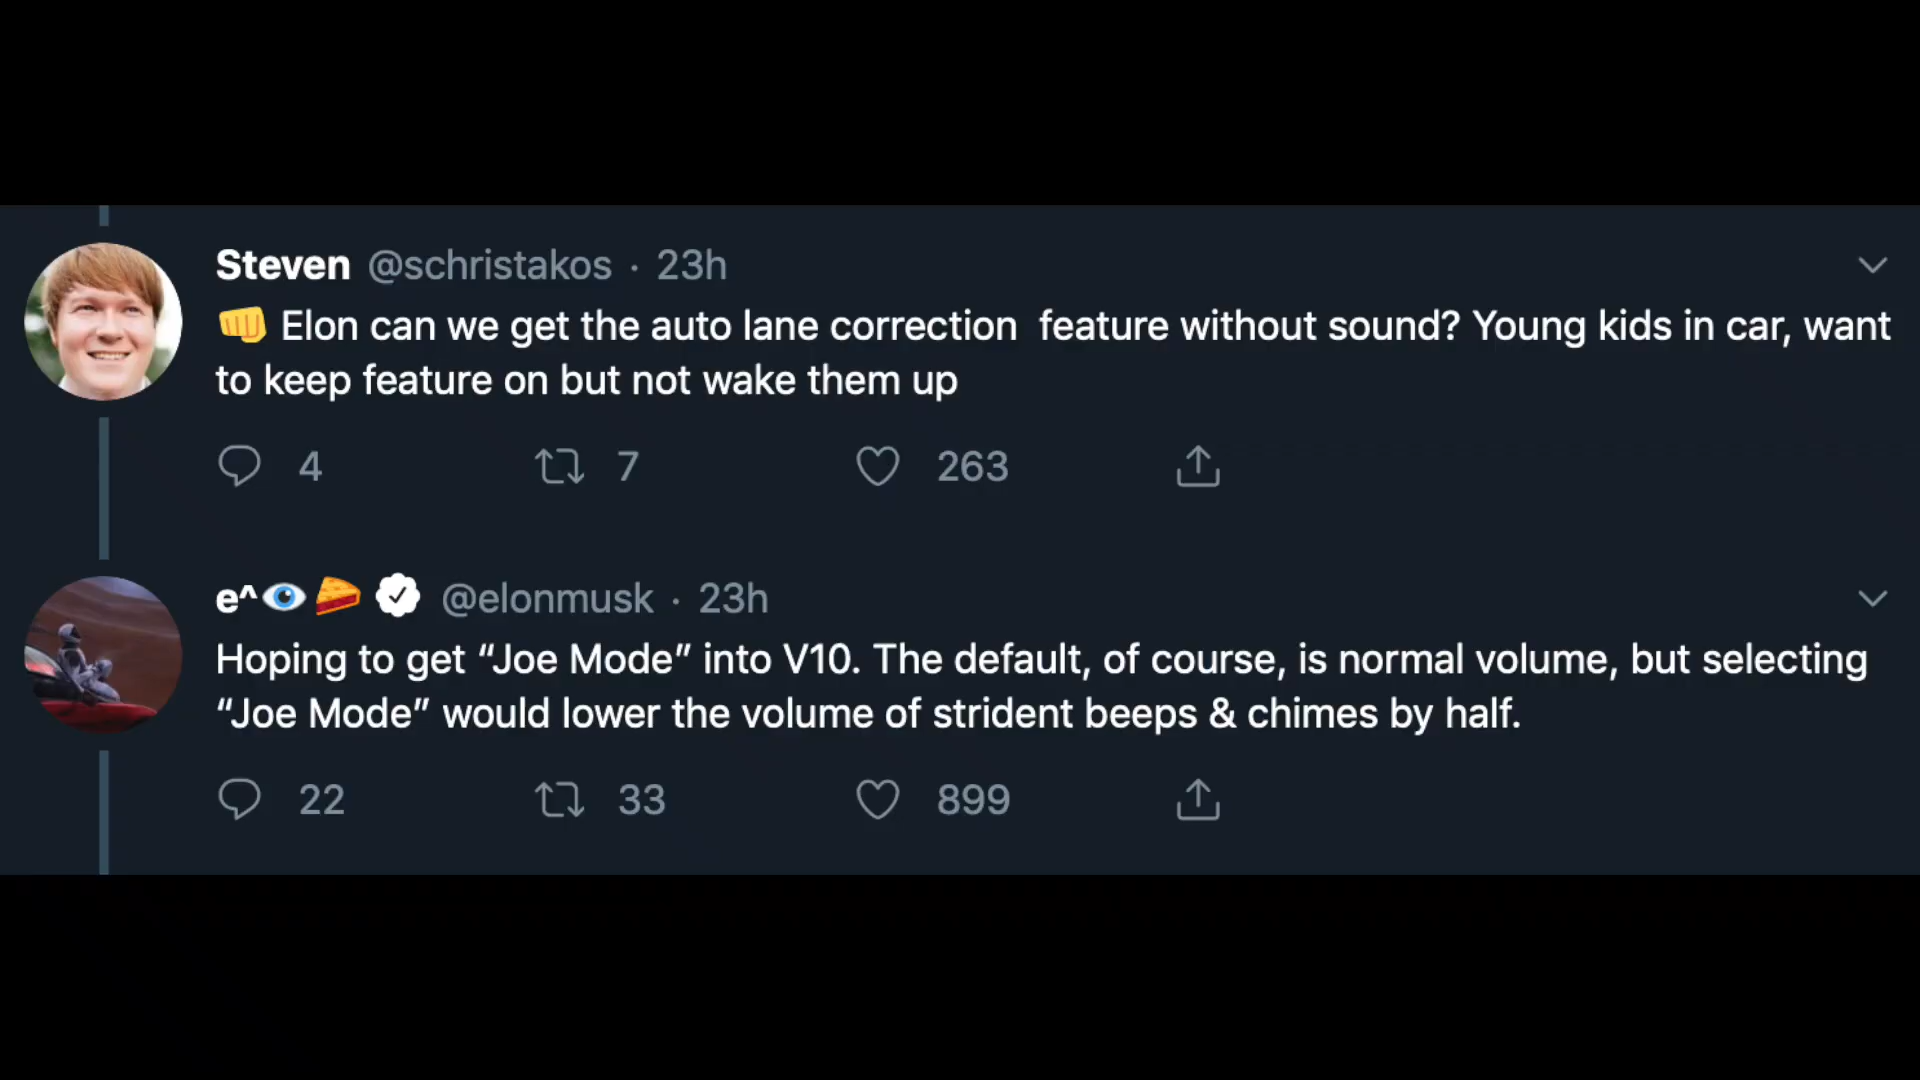 Steven @schristakos · 23h
👊 Elon can we get the auto lane correction  feature without sound? Young kids in car, want
to keep feature on but not wake them up
4 7 263
e^👁🥧 @elonmusk · 23h
Hoping to get “Joe Mode” into V10. The default, of course, is normal volume, but selecting
“Joe Mode” would lower the volume of strident beeps & chimes by half.
22 33 899